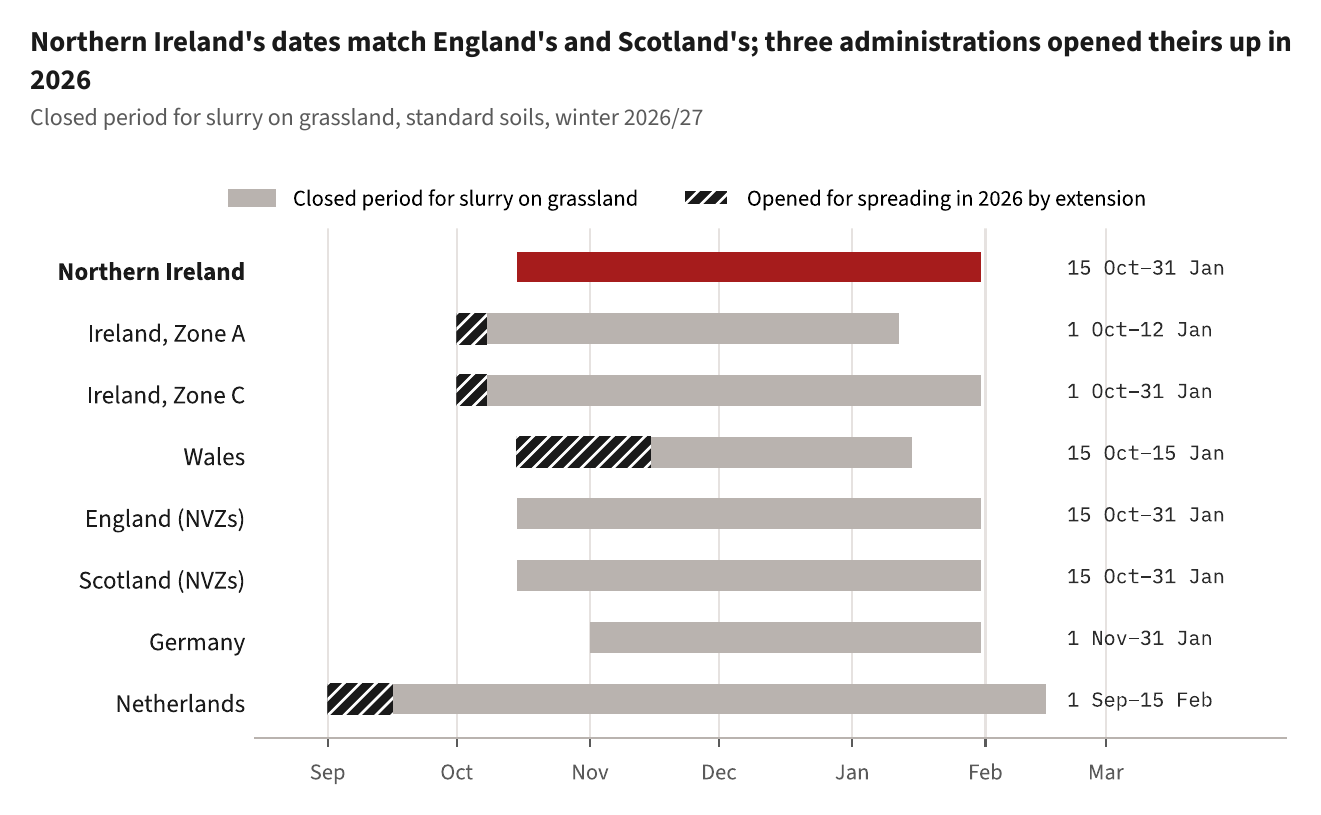 Northern Ireland's dates match England's and Scotland's; three administrations opened theirs up in
2026
Closed period for slurry on grassland, standard soils, winter 2026/27
Closed period for slurry on grassland
Opened for spreading in 2026 by extension
Northern Ireland
15 Oct–31 Jan
Ireland, Zone A
1 Oct–12 Jan
Ireland, Zone C
1 Oct–31 Jan
Wales
15 Oct–15 Jan
England (NVZs)
15 Oct–31 Jan
Scotland (NVZs)
15 Oct–31 Jan
Germany
1 Nov–31 Jan
Netherlands
1 Sep–15 Feb
Sep
Oct
Nov
Dec
Jan
Feb
Mar